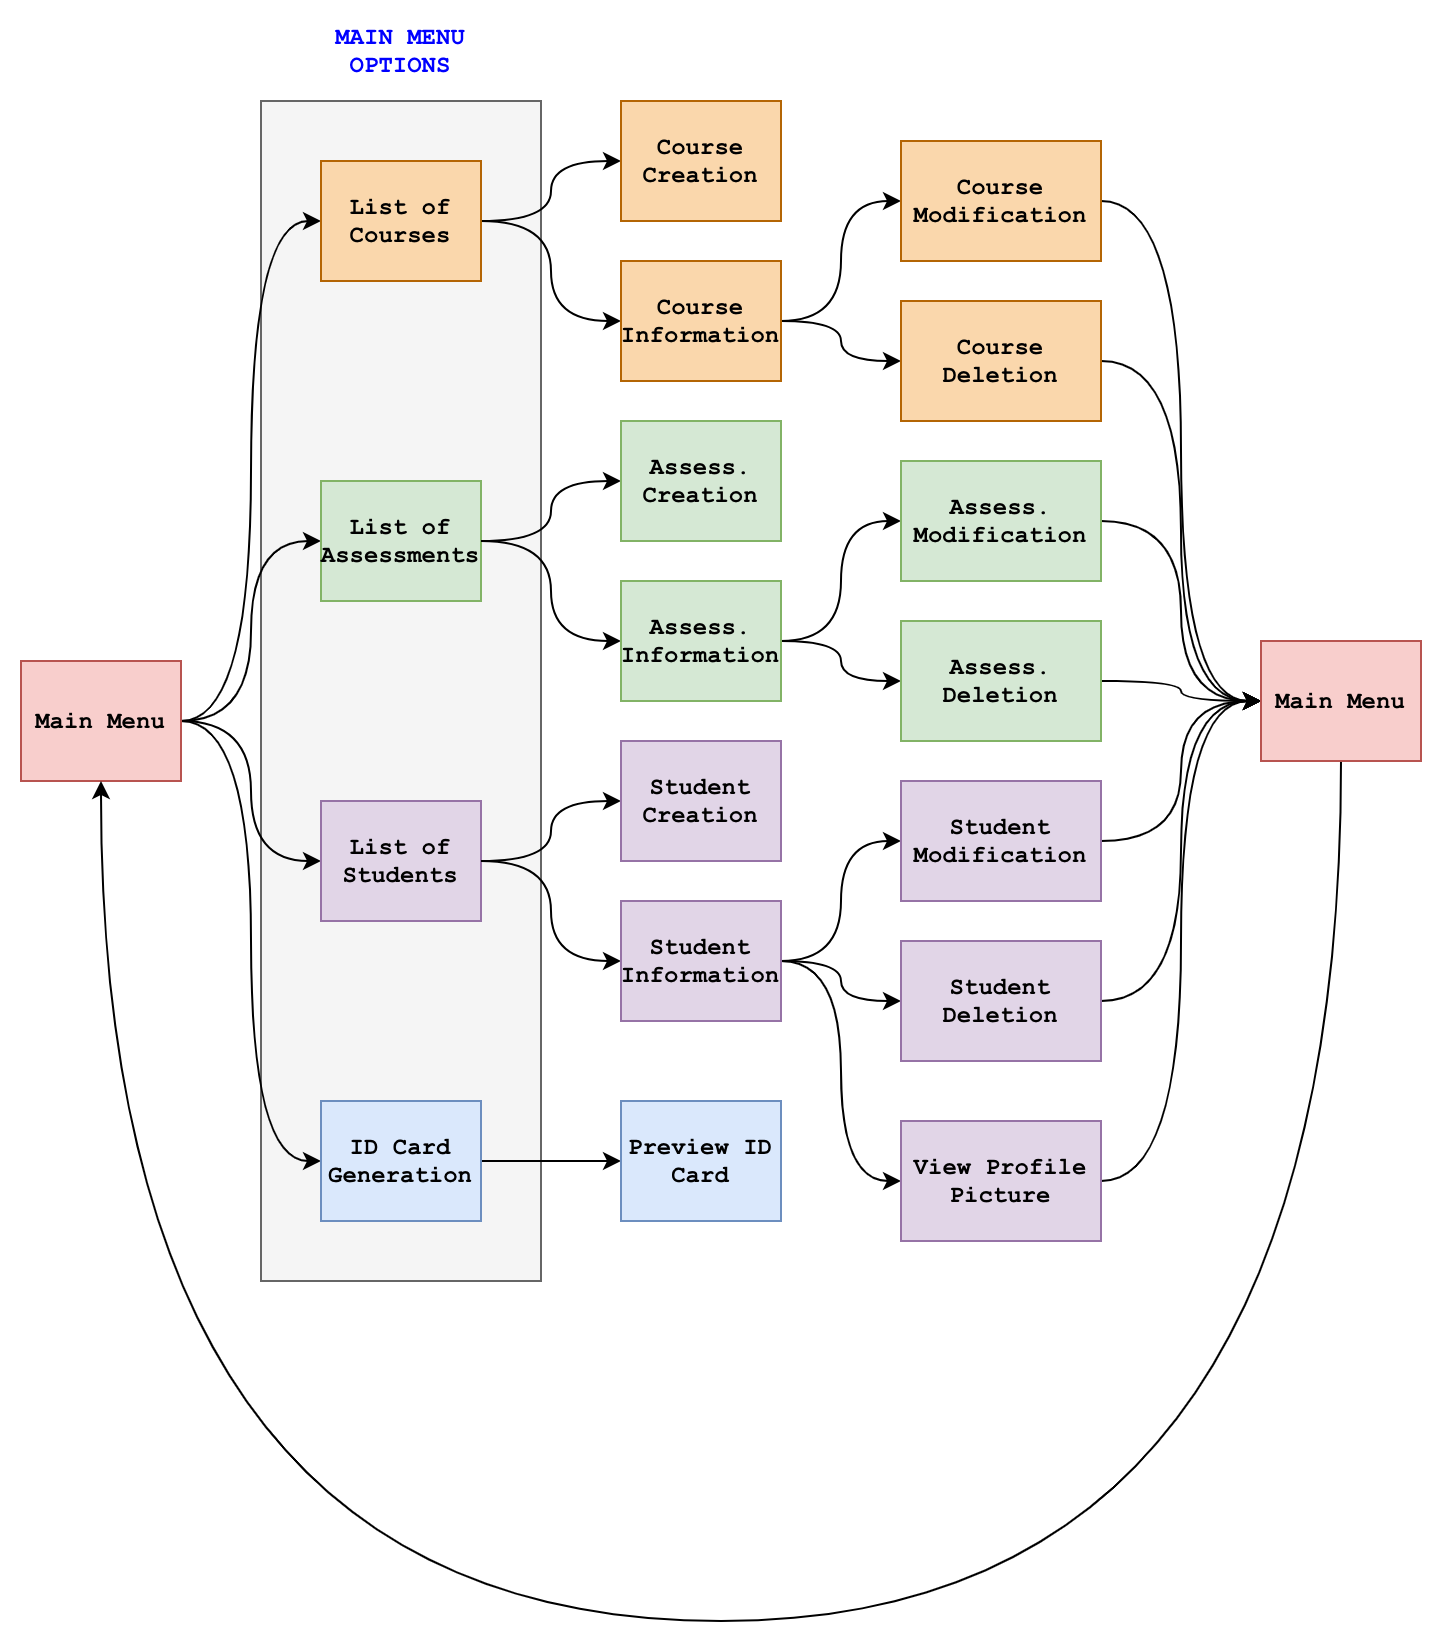 MAIN MENU
OPTIONS
Main Menu
List of
Courses
List of
Assessments
List of
Students
ID Card
Generation
Course
Creation
Course
Information
Assess.
Creation
Assess.
Information
Student
Creation
Student
Information
Preview ID
Card
Course
Modification
Course
Deletion
Assess.
Modification
Assess.
Deletion
Student
Modification
Student
Deletion
View Profile
Picture
Main Menu